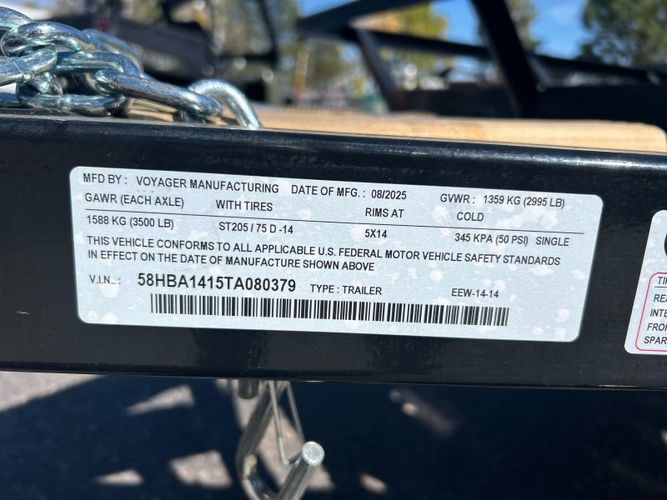 MFD BY : VOYAGER MANUFACTURING DATE OF MFG. : 08/2025 GVWR : 1359 KG (2995 LB)
GAWR (EACH AXLE) WITH TIRES RIMS AT COLD
1588 KG (3500 LB) ST205 / 75 D -14 5X14 345 KPA (50 PSI) SINGLE
THIS VEHICLE CONFORMS TO ALL APPLICABLE U.S. FEDERAL MOTOR VEHICLE SAFETY STANDARDS
IN EFFECT ON THE DATE OF MANUFACTURE SHOWN ABOVE
V.I.N.. : 58HBA1415TA080379 TYPE : TRAILER EEW-14-14